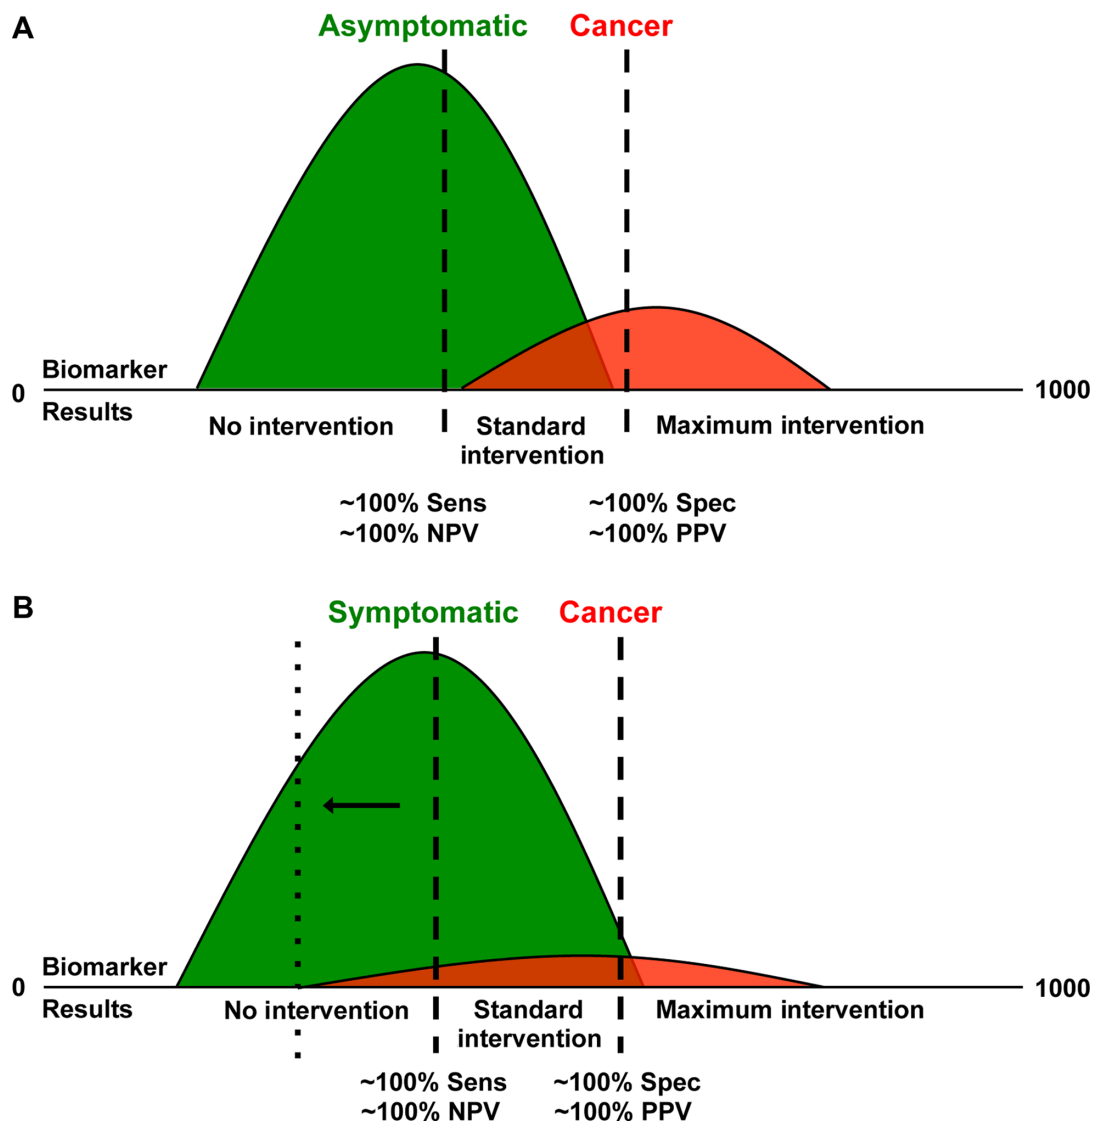 A
Asymptomatic Cancer
Biomarker
0 1000
Results
No intervention Standard Maximum intervention
intervention
~100% Sens ~100% Spec
~100% NPV ~100% PPV
B
Symptomatic Cancer
Biomarker
0 1000
Results No intervention Standard Maximum intervention
intervention
~100% Sens ~100% Spec
~100% NPV ~100% PPV